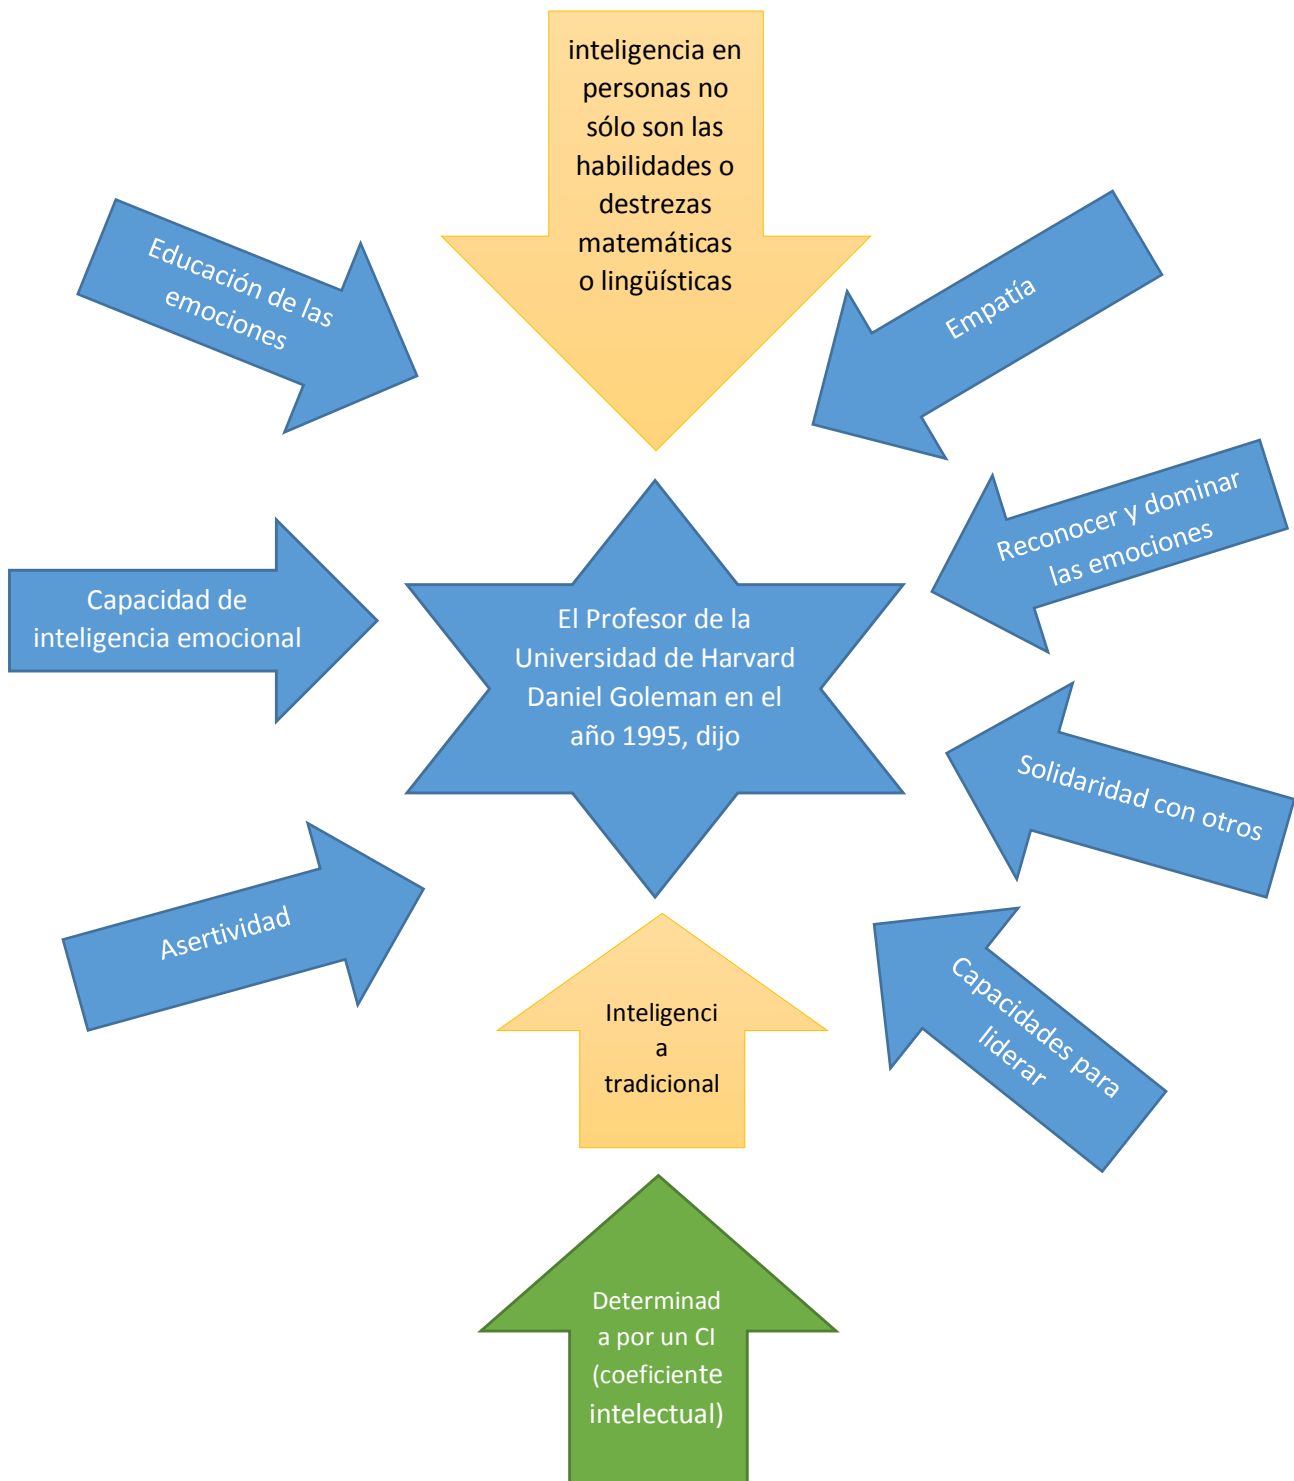 inteligencia en
personas no
sólo son las
habilidades o
destrezas
matemáticas
o lingüísticas
Educación de las
emociones
Empatía
Reconocer y dominar
las emociones
Capacidad de
inteligencia emocional
El Profesor de la
Universidad de Harvard
Daniel Goleman en el
año 1995, dijo
Solidaridad con otros
Asertividad
Capacidades para
liderar
Inteligenci
a
tradicional
Determinad
a por un CI
(coeficiente
intelectual)